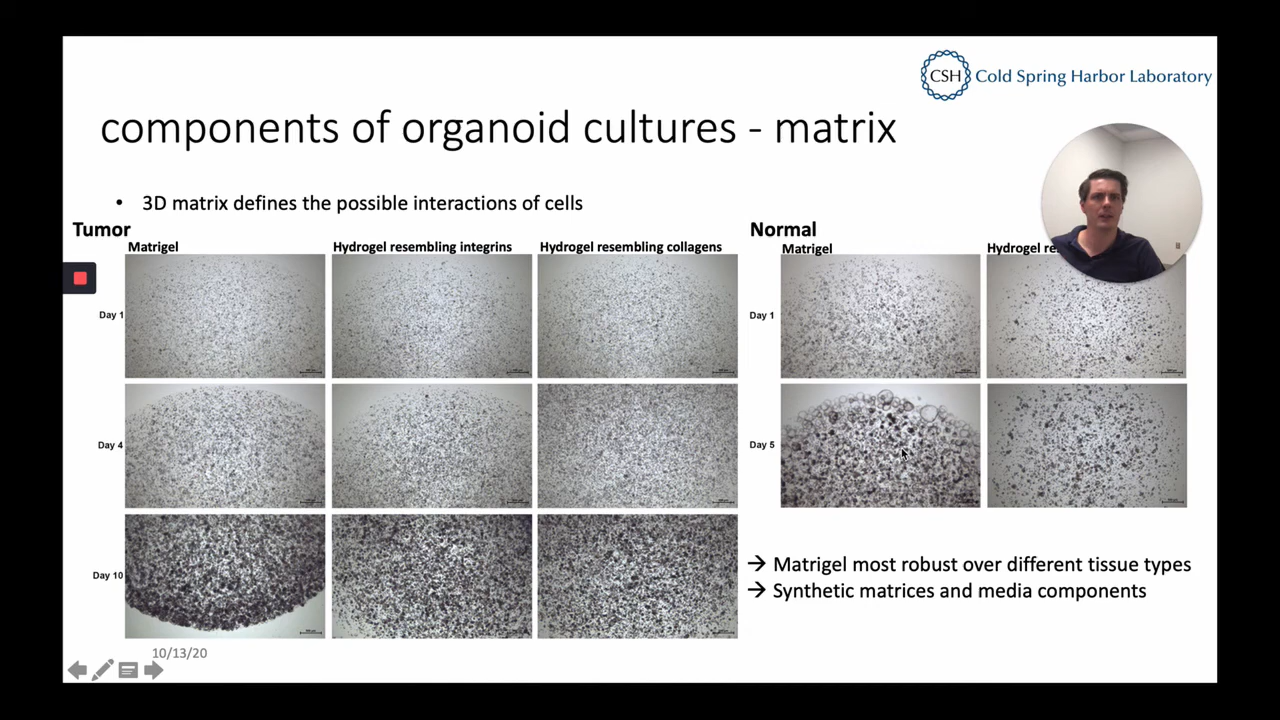 CSH Cold Spring Harbor Laboratory
components of organoid cultures - matrix
• 3D matrix defines the possible interactions of cells
Tumor
Matrigel
Hydrogel resembling integrins
Hydrogel resembling collagens
Day 1
Day 4
Day 10
Normal
Matrigel
Hydrogel
Day 1
Day 5
→ Matrigel most robust over different tissue types
→ Synthetic matrices and media components
10/13/20